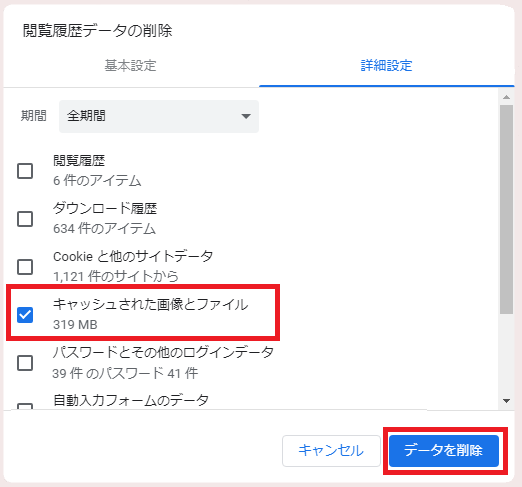 閲覧履歴データの削除
基本設定
詳細設定
期間
全期間
閲覧履歴
6 件のアイテム
ダウンロード履歴
634 件のアイテム
Cookie と他のサイトデータ
1,121 件のサイトから
キャッシュされた画像とファイル
319 MB
パスワードとその他のログインデータ
39 件 のパスワード 41 件
自動入力フォームのデータ
キャンセル
データを削除